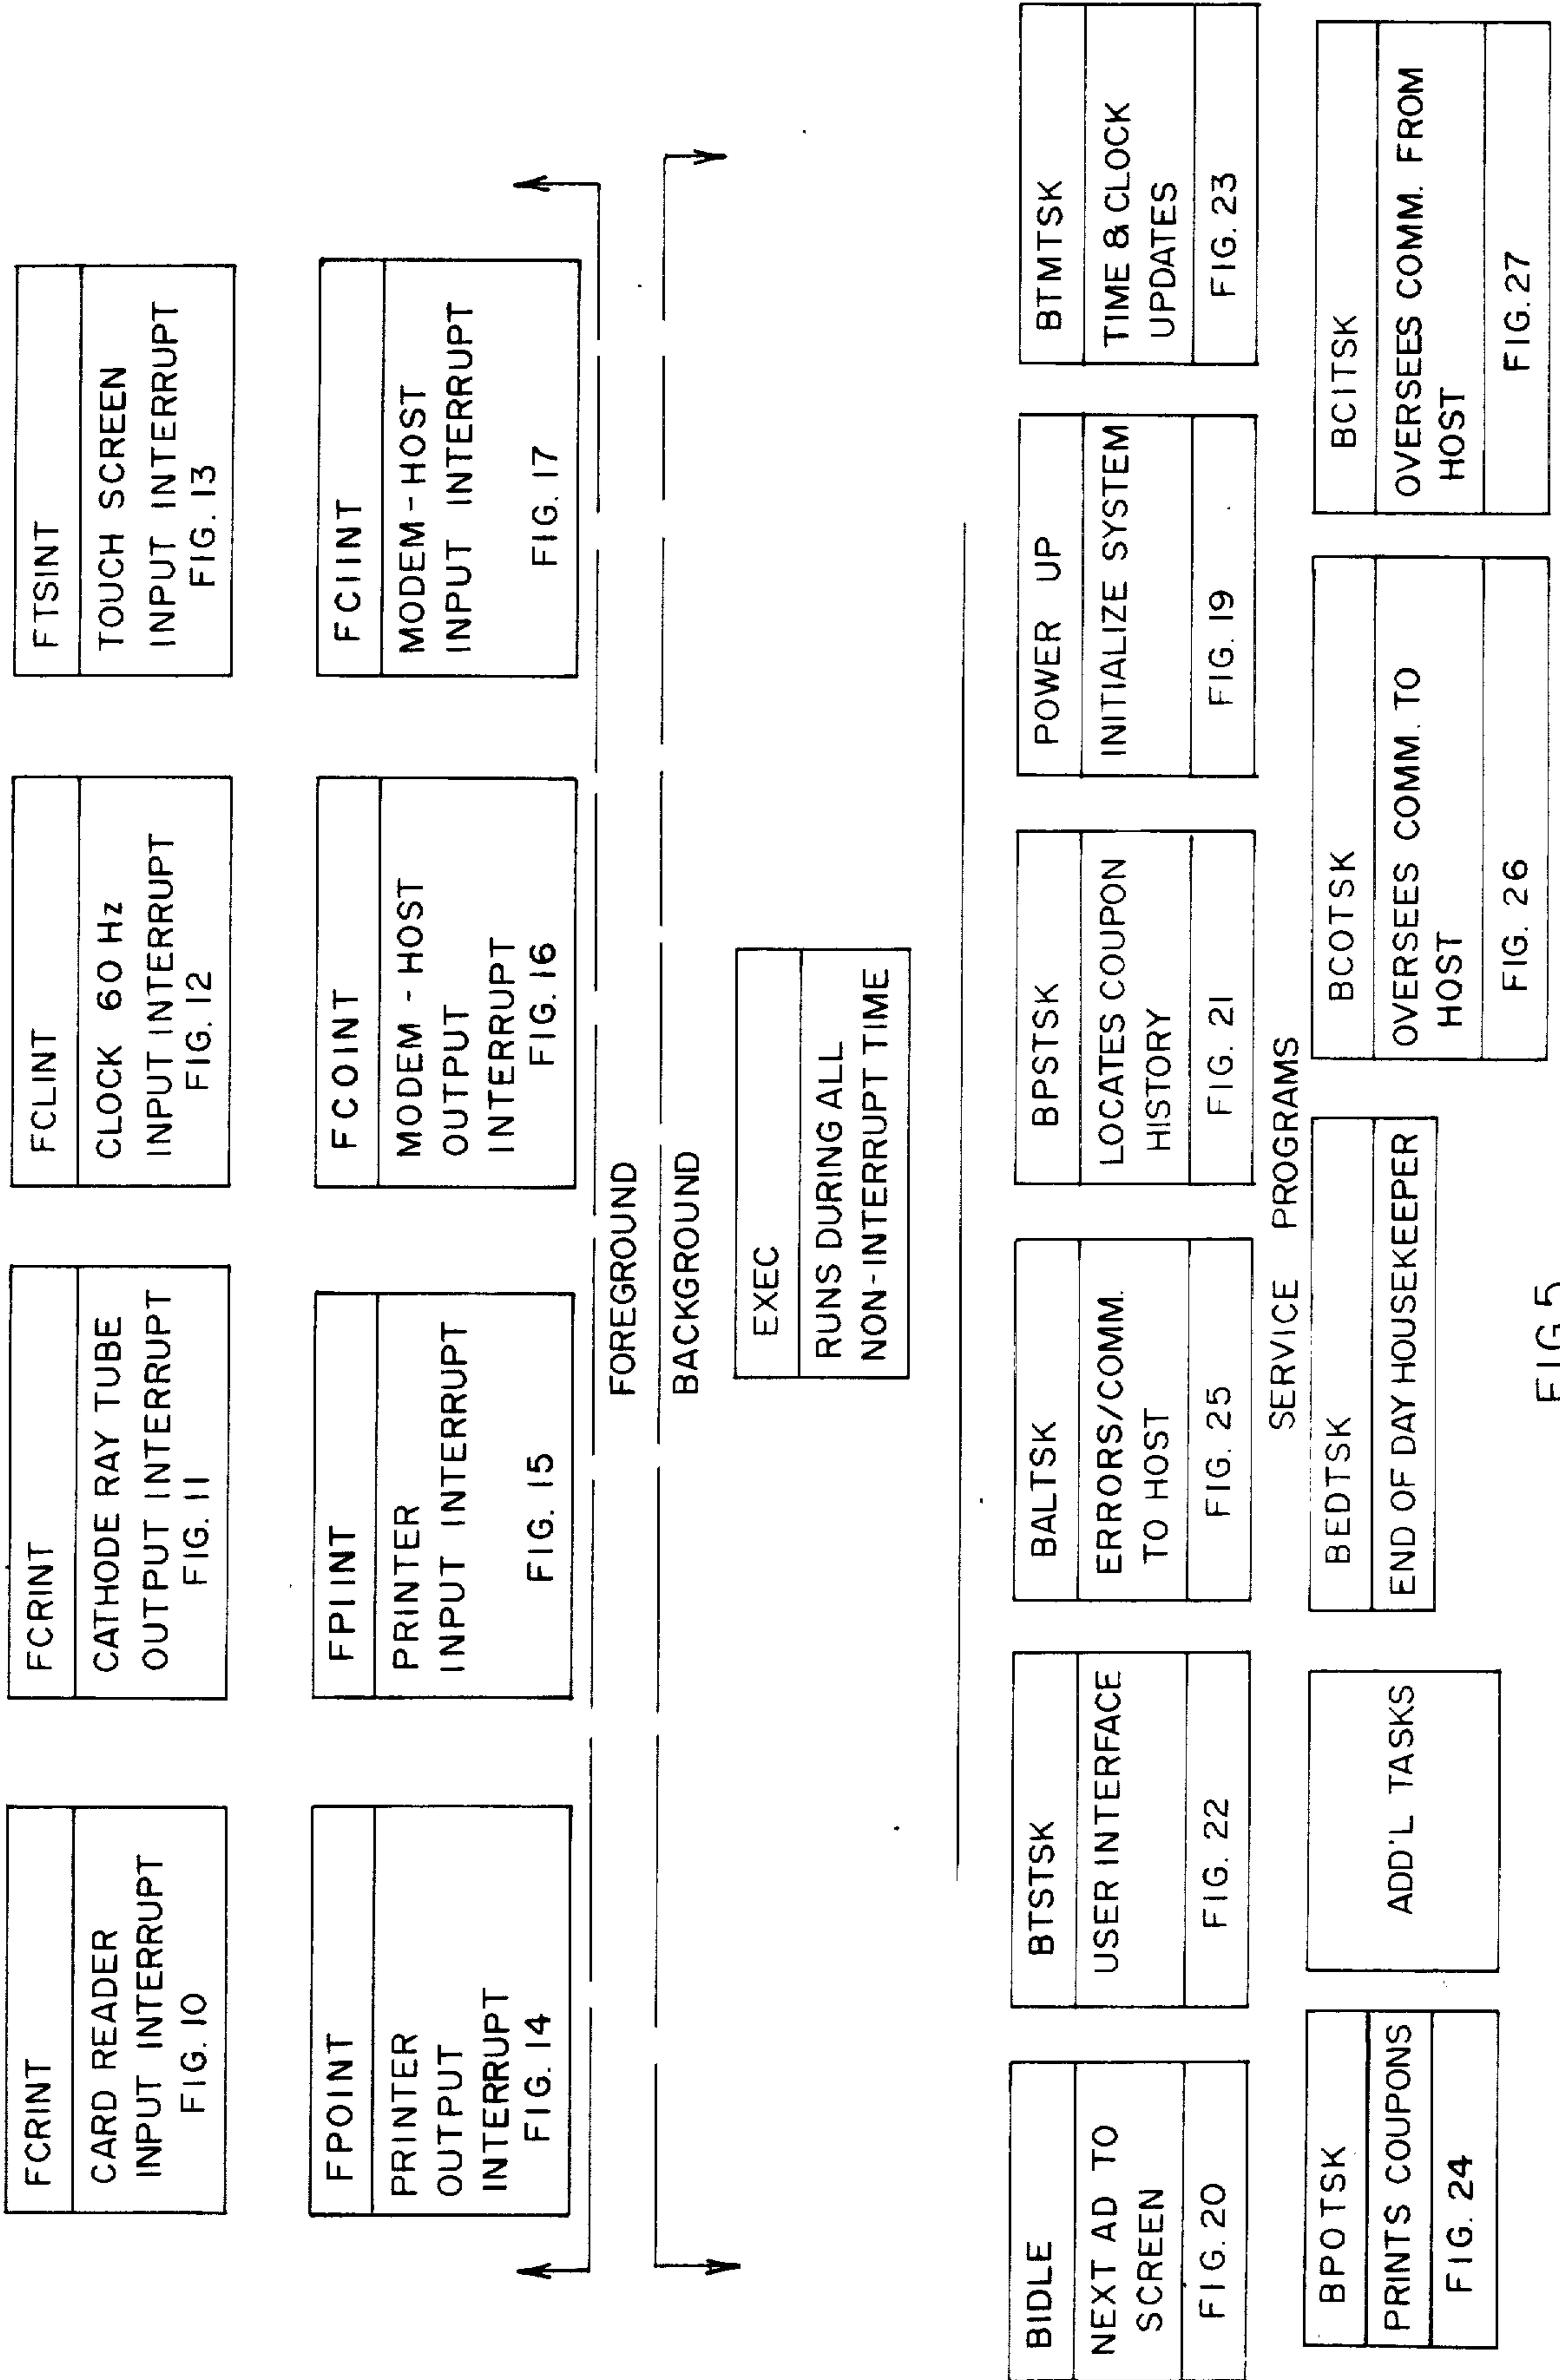 FCRINT
CARD READER
INPUT INTERRUPT
FIG. 10
FCRINT
CATHODE RAY TUBE
OUTPUT INTERRUPT
FIG. 11
FCLINT
CLOCK 60 Hz
INPUT INTERRUPT
FIG. 12
FTSINT
TOUCH SCREEN
INPUT INTERRUPT
FIG. 13
FPOINT
PRINTER
OUTPUT
INTERRUPT
FIG. 14
FPIINT
PRINTER
INPUT INTERRUPT
FIG. 15
FCOINT
MODEM - HOST
OUTPUT
INTERRUPT
FIG. 16
FCIINT
MODEM - HOST
INPUT INTERRUPT
FIG. 17
FOREGROUND
BACKGROUND
EXEC
RUNS DURING ALL
NON-INTERRUPT TIME
BIDLE
NEXT AD TO
SCREEN
FIG. 20
BTSTSK
USER INTERFACE
FIG. 22
BALTSK
ERRORS/COMM.
TO HOST
FIG. 25
BPSTSK
LOCATES COUPON
HISTORY
FIG. 21
POWER UP
INITIALIZE SYSTEM
FIG. 19
BTMTSK
TIME & CLOCK
UPDATES
FIG. 23
SERVICE PROGRAMS
BPOTSK
PRINTS COUPONS
FIG. 24
ADD'L TASKS
BEDTSK
END OF DAY HOUSEKEEPER
BCOTSK
OVERSEES COMM. TO
HOST
FIG. 26
BCITSK
OVERSEES COMM. FROM
HOST
FIG. 27
FIG 5